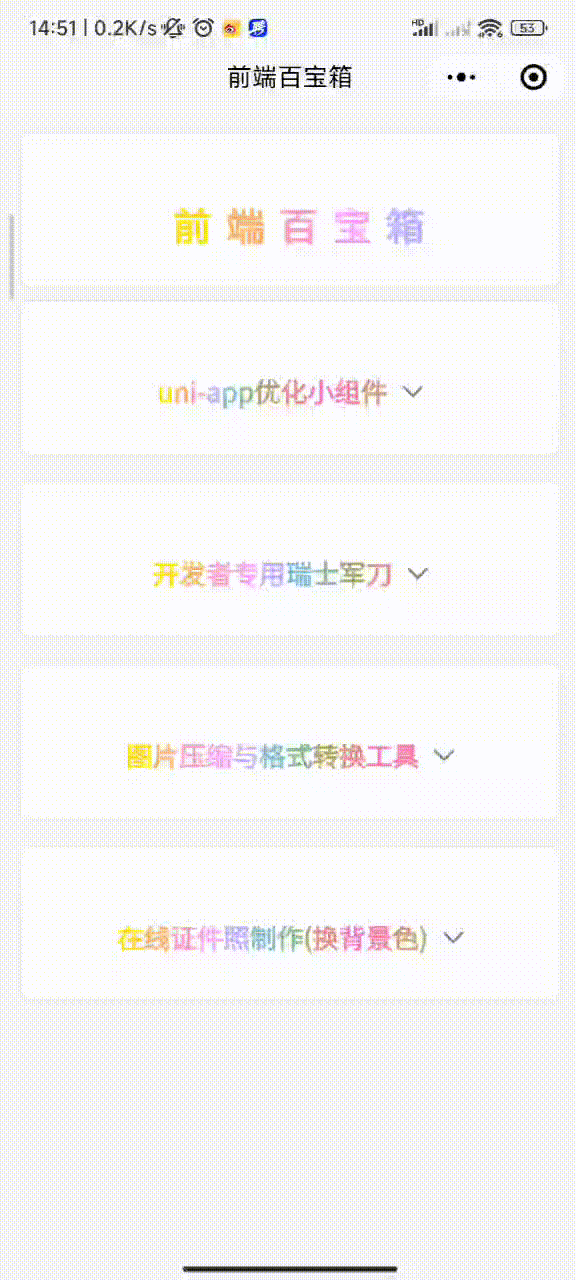 14:51 | 0.2K/s HD 53
前端百宝箱
前端百宝箱
uni-app优化小组件
开发者专用瑞士军刀
图片压缩与格式转换工具
在线证件照制作(换背景色)